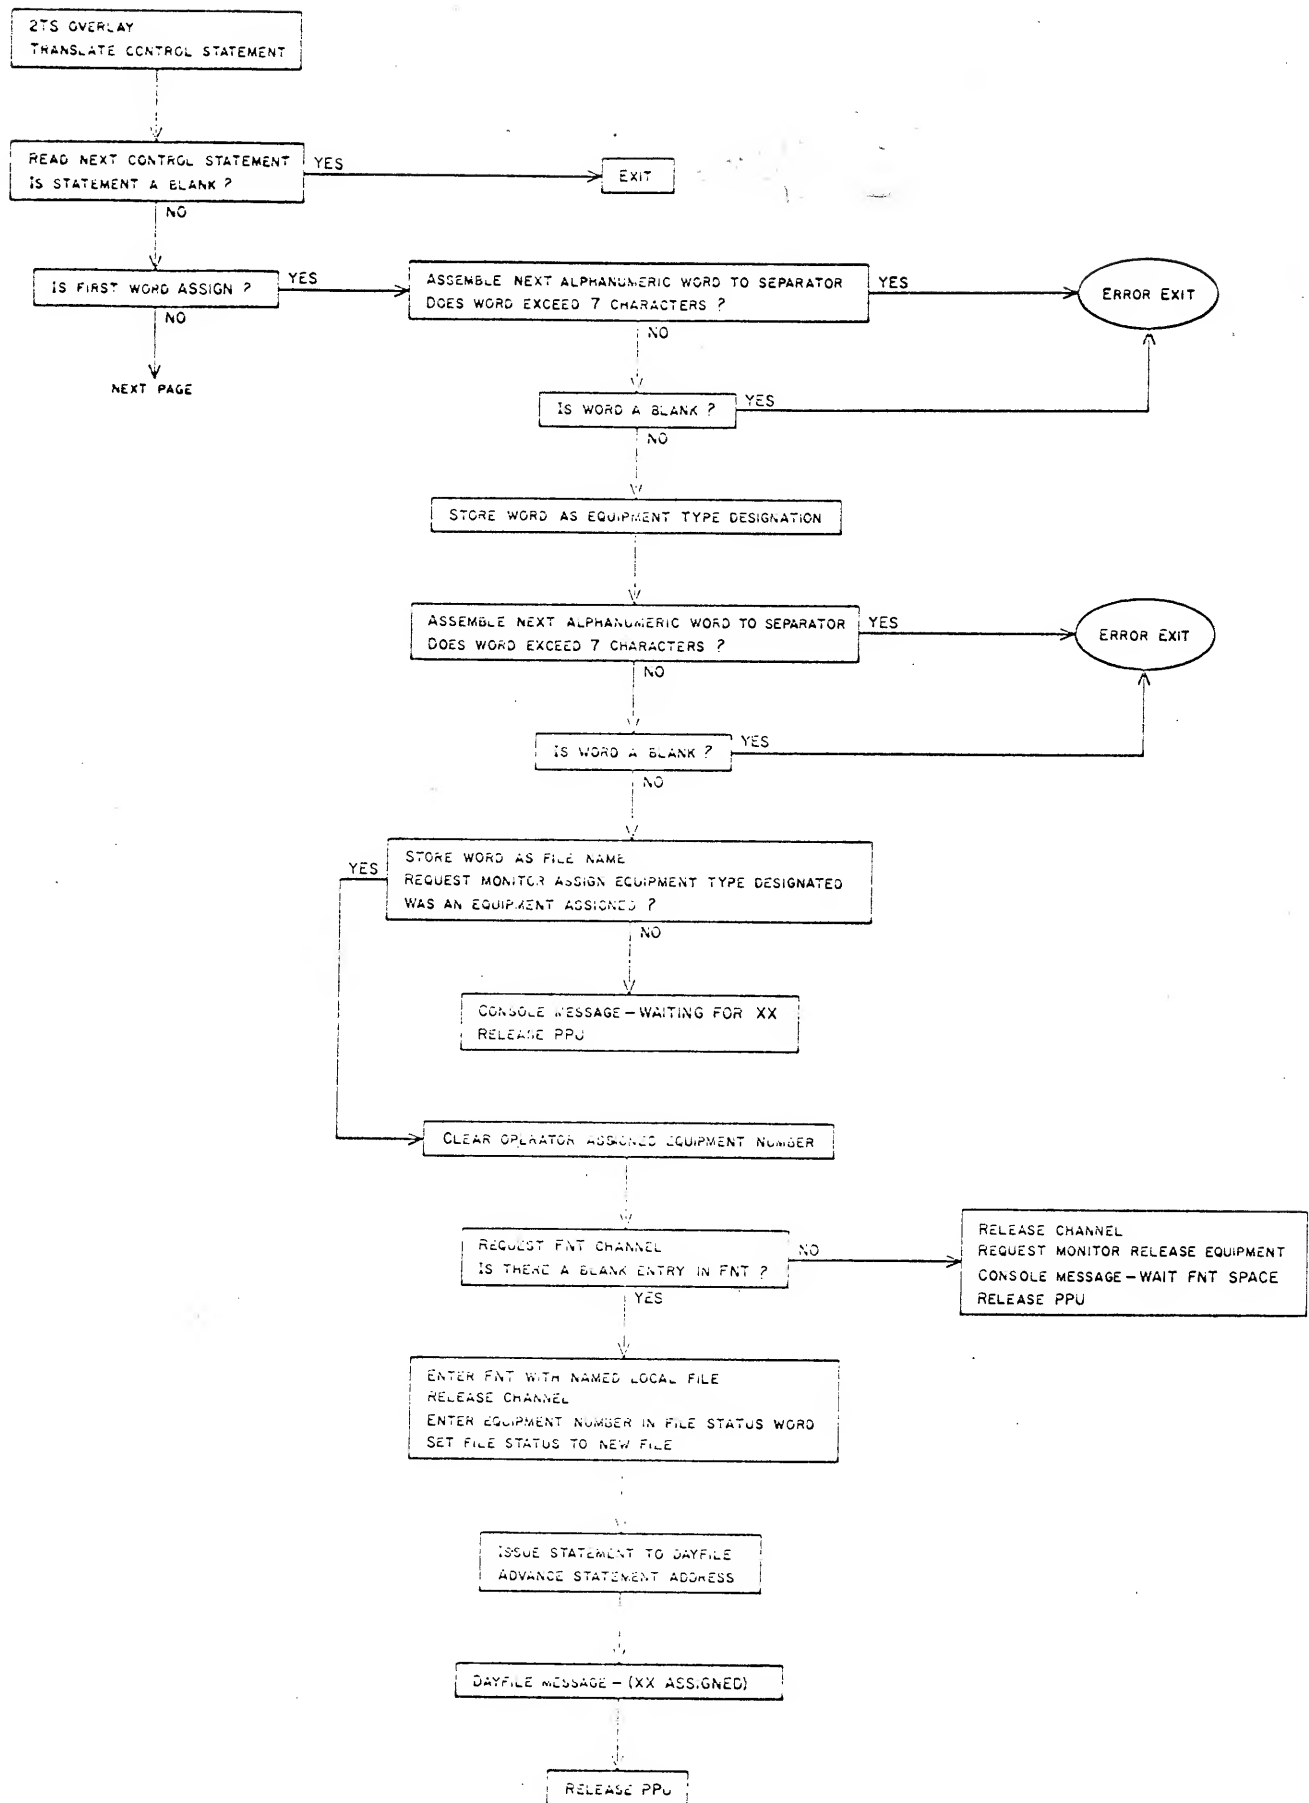 2TS OVERLAY
TRANSLATE CONTROL STATEMENT
READ NEXT CONTROL STATEMENT
IS STATEMENT A BLANK ?
YES
EXIT
NO
IS FIRST WORD ASSIGN ?
YES
ASSEMBLE NEXT ALPHANUMERIC WORD TO SEPARATOR
DOES WORD EXCEED 7 CHARACTERS ?
YES
ERROR EXIT
NO
NEXT PAGE
NO
IS WORD A BLANK ?
YES
NO
STORE WORD AS EQUIPMENT TYPE DESIGNATION
ASSEMBLE NEXT ALPHANUMERIC WORD TO SEPARATOR
DOES WORD EXCEED 7 CHARACTERS ?
YES
ERROR EXIT
NO
IS WORD A BLANK ?
YES
NO
STORE WORD AS FILE NAME
REQUEST MONITOR ASSIGN EQUIPMENT TYPE DESIGNATED
WAS AN EQUIPMENT ASSIGNED ?
YES
NO
CONSOLE MESSAGE – WAITING FOR XX
RELEASE PPU
CLEAR OPERATOR ASSIGNED EQUIPMENT NUMBER
REQUEST FNT CHANNEL
IS THERE A BLANK ENTRY IN FNT ?
NO
RELEASE CHANNEL
REQUEST MONITOR RELEASE EQUIPMENT
CONSOLE MESSAGE – WAIT FNT SPACE
RELEASE PPU
YES
ENTER FNT WITH NAMED LOCAL FILE
RELEASE CHANNEL
ENTER EQUIPMENT NUMBER IN FILE STATUS WORD
SET FILE STATUS TO NEW FILE
ISSUE STATEMENT TO DAYFILE
ADVANCE STATEMENT ADDRESS
DAYFILE MESSAGE – (XX ASSIGNED)
RELEASE PPU